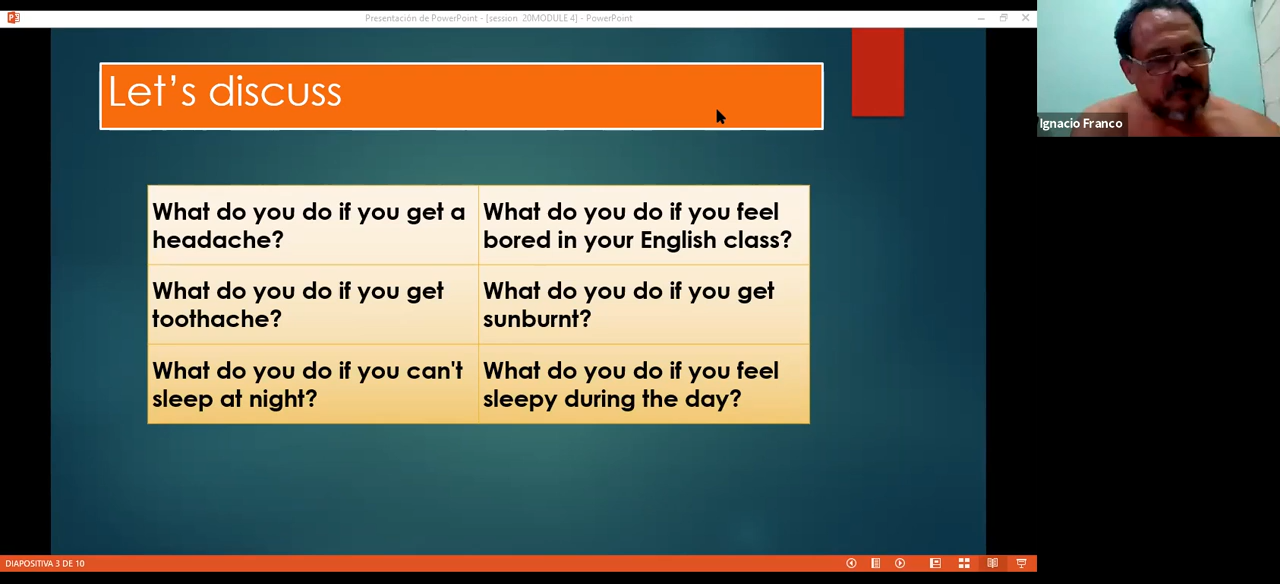 Presentación de PowerPoint - [session  20MODULE 4] - PowerPoint
Let's discuss
Ignacio Franco
What do you do if you get a
headache?
What do you do if you feel
bored in your English class?
What do you do if you get
toothache?
What do you do if you get
sunburnt?
What do you do if you can't
sleep at night?
What do you do if you feel
sleepy during the day?
DIAPOSITIVA 3 DE 10